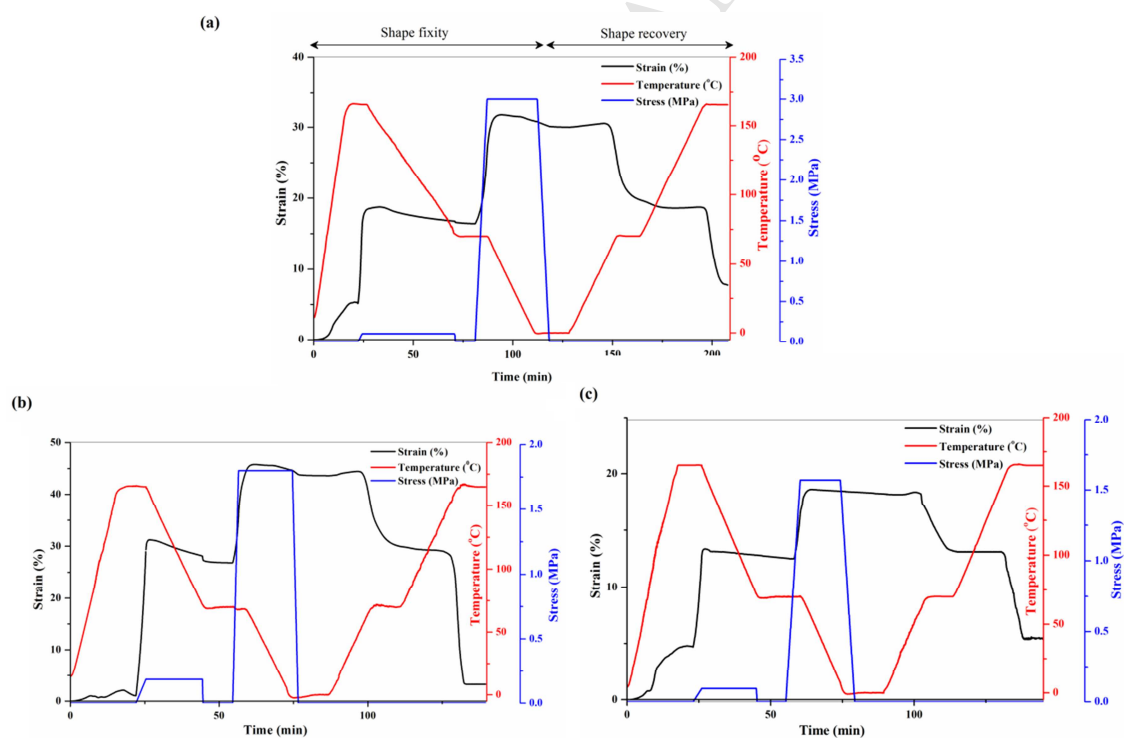 (a)
Shape fixity
Shape recovery
40
30
20
10
0
Strain (%)
Strain (%)
Temperature (°C)
Stress (MPa)
200
150
100
50
0
Temperature (°C)
3.5
3.0
2.5
2.0
1.5
1.0
0.5
0.0
Stress (MPa)
0
50
100
150
200
Time (min)
(b)
50
40
30
20
10
0
Strain (%)
Strain (%)
Temperature (°C)
Stress (MPa)
200
150
100
50
0
Temperature (°C)
2.0
1.5
1.0
0.5
0.0
Stress (MPa)
0
50
100
Time (min)
(c)
20
10
0
Strain (%)
Strain (%)
Temperature (°C)
Stress (MPa)
200
150
100
50
0
Temperature (°C)
2.0
1.5
1.0
0.5
0.0
Stress (MPa)
0
50
100
Time (min)